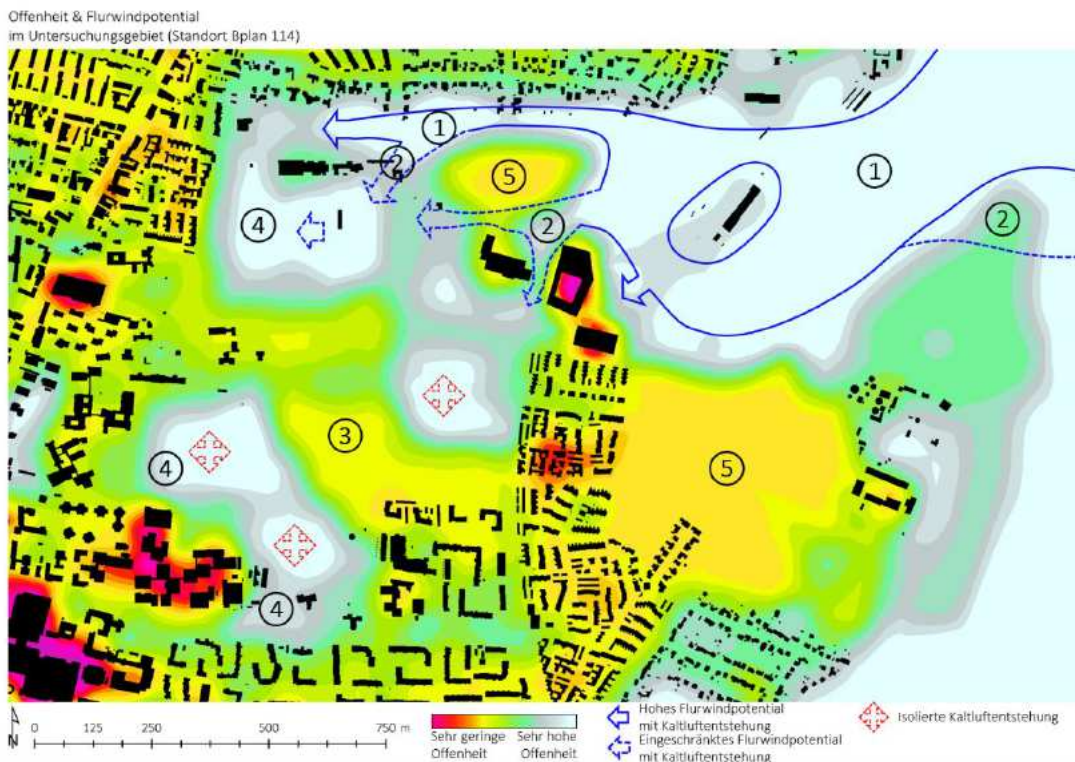 Offenheit & Flurwindpotential
im Untersuchungsgebiet (Standort Bplan 114)
1
2
5
1
4
2
2
3
4
5
4
N
0 125 250 500 750 m
Sehr geringe Offenheit
Sehr hohe Offenheit
Hohes Flurwindpotential
mit Kaltluftentstehung
Eingeschränktes Flurwindpotential
mit Kaltluftentstehung
Isolierte Kaltluftentstehung